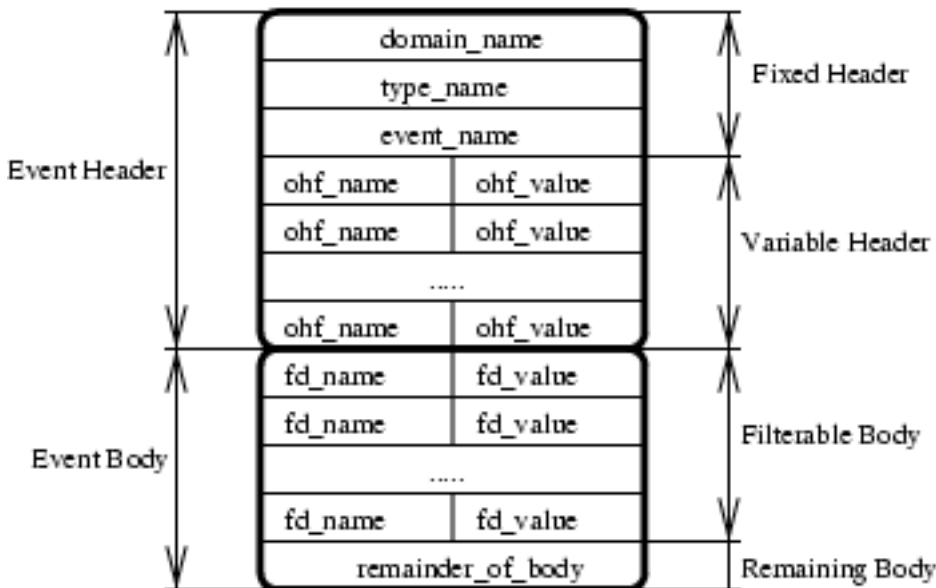 domain_name
Fixed Header
type_name
event_name
Event Header
ohf_name ohf_value
ohf_name ohf_value
Variable Header
.....
ohf_name ohf_value
fd_name fd_value
fd_name fd_value
Filterable Body
Event Body
.....
fd_name fd_value
remainder_of_body
Remaining Body